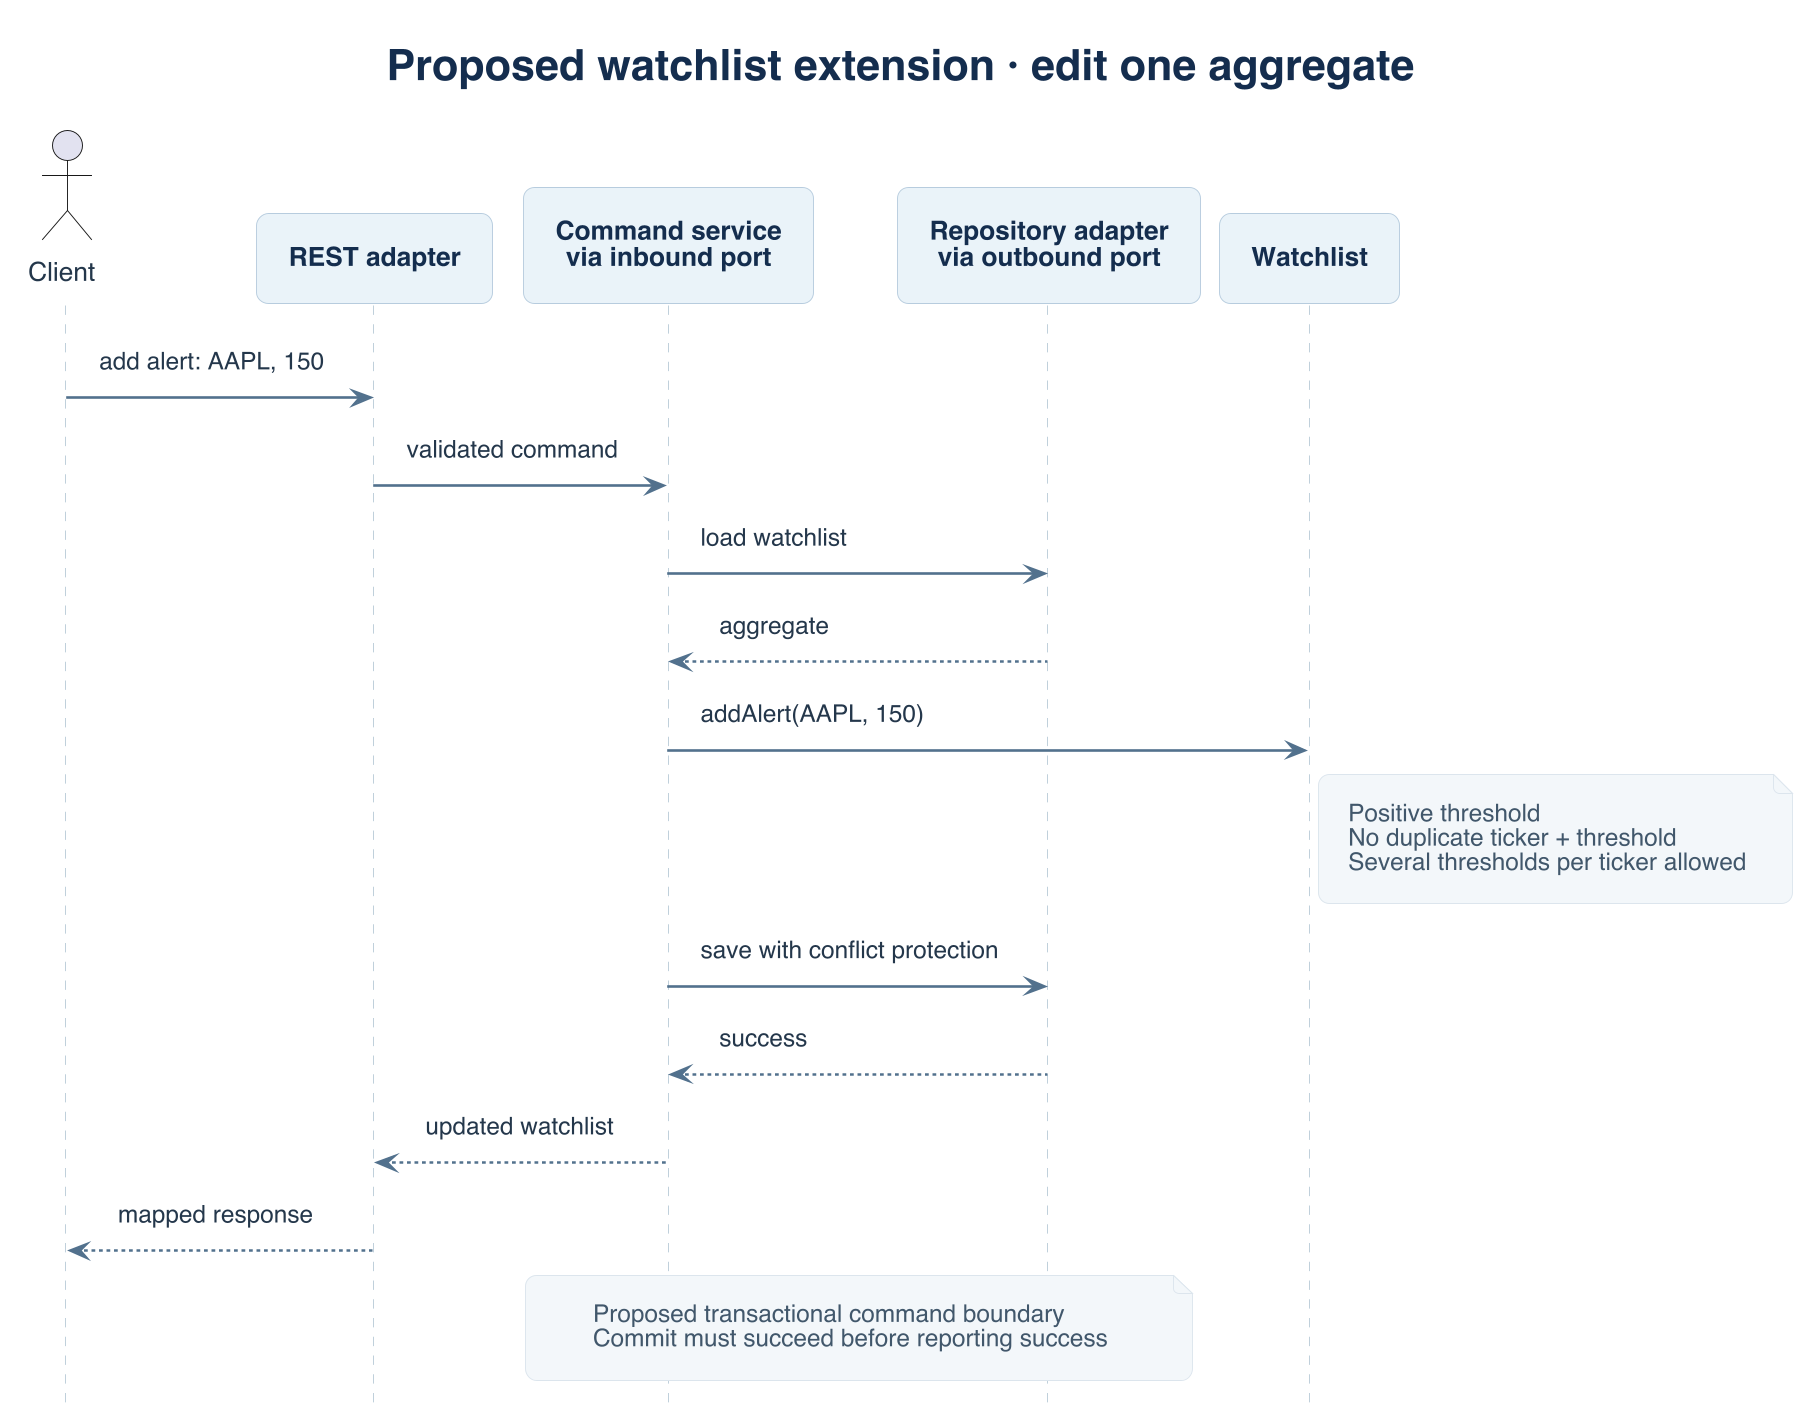 Proposed watchlist extension · edit one aggregate
Client
REST adapter
Command service
via inbound port
Repository adapter
via outbound port
Watchlist
add alert: AAPL, 150
validated command
load watchlist
aggregate
addAlert(AAPL, 150)
Positive threshold
No duplicate ticker + threshold
Several thresholds per ticker allowed
save with conflict protection
success
updated watchlist
mapped response
Proposed transactional command boundary
Commit must succeed before reporting success